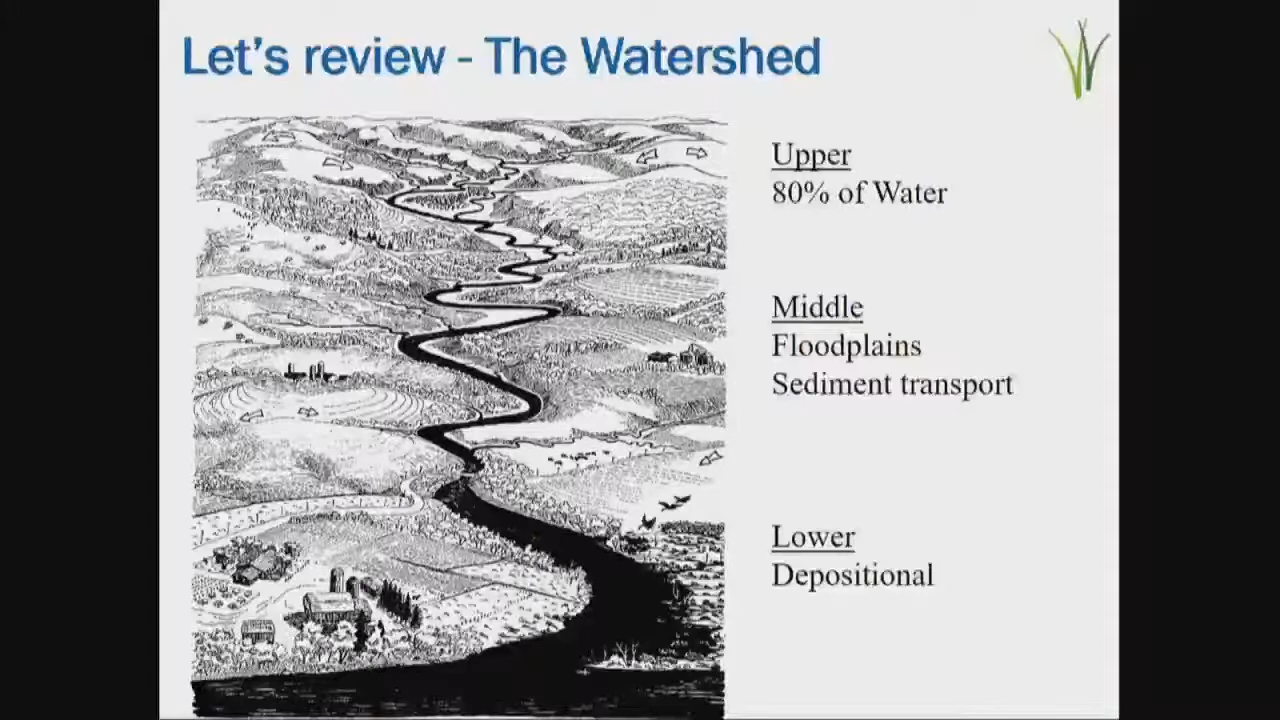 Let's review - The Watershed
Upper
80% of Water
Middle
Floodplains
Sediment transport
Lower
Depositional